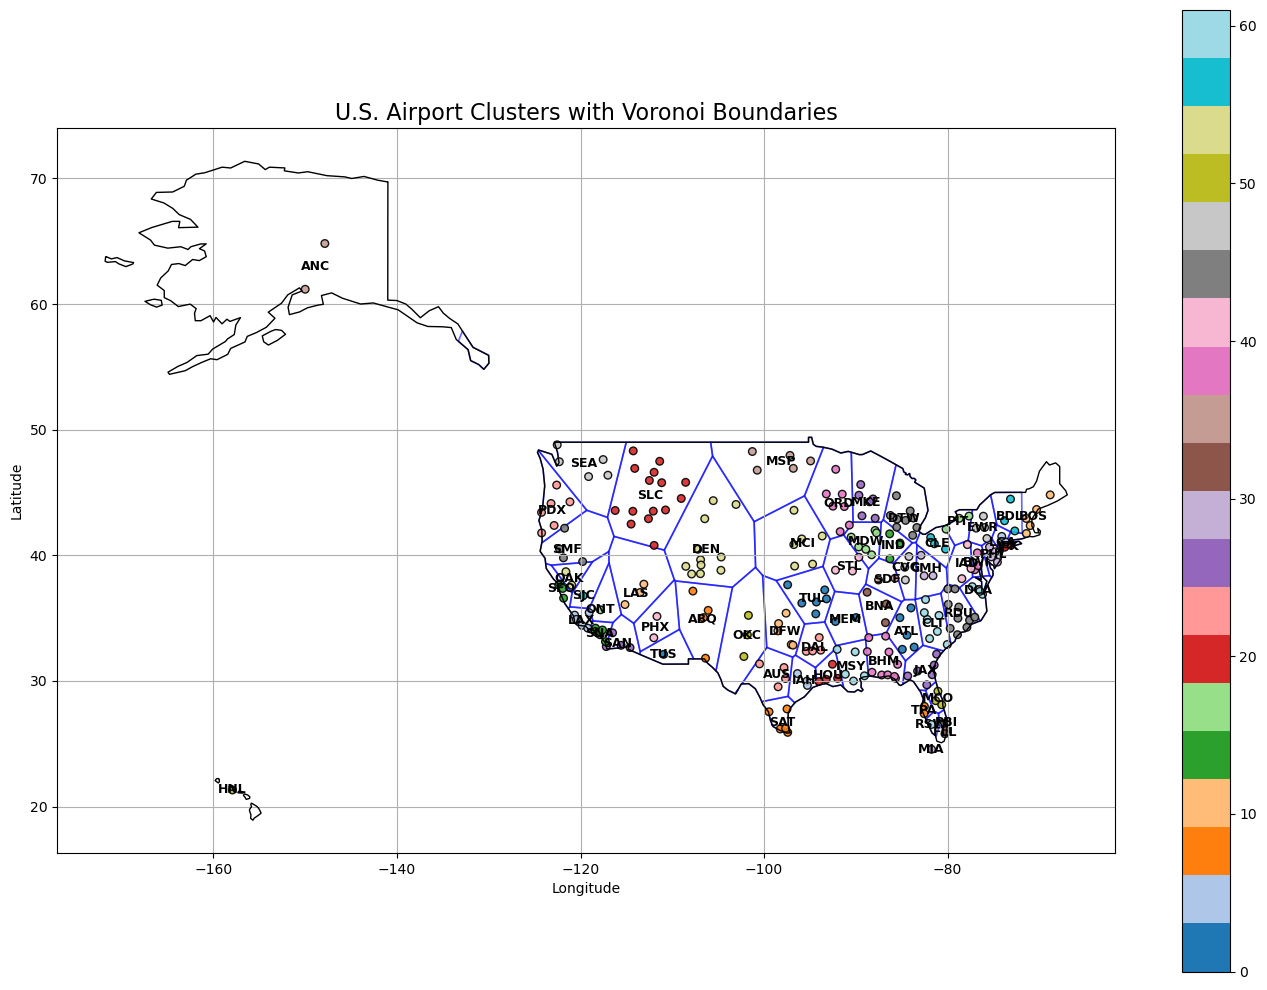 U.S. Airport Clusters with Voronoi Boundaries
60
70
ANC
60
50
50
SEA
MSP
SLC
40
Latitude
PDX
ORD
MKE
DTW
PIT
EWR
BDL
BOS
40
SMF
DEN
MCI
MDW
IND
CLE
PHL
OAK
LAS
STL
SDF
CVG
CMH
IAD
BWI
SFO
SJC
TUL
DCA
30
ONT
LAX
PHX
ABQ
OKC
DFW
MEM
BNA
ATL
CLT
RDU
SNA
SAN
TUS
DAL
BHM
30
AUS
IAH
HOU
MSY
JAX
SAT
MCO
TPA
RSW
PBI
FLL
MIA
20
20
HNL
10
−160
−140
−120
−100
−80
Longitude
0